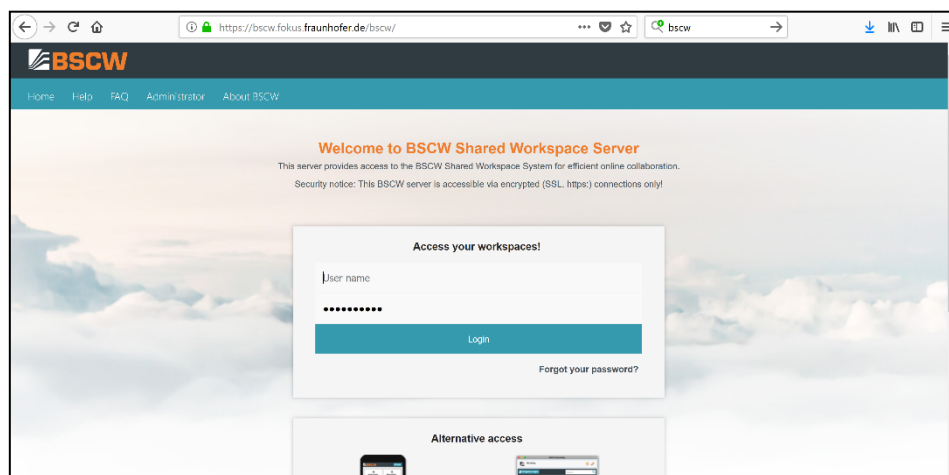 https://bscw.fokus.fraunhofer.de/bscw/
bscw
BSCW
Home Help FAQ Administrator About BSCW
Welcome to BSCW Shared Workspace Server
This server provides access to the BSCW Shared Workspace System for efficient online collaboration.
Security notice: This BSCW server is accessible via encrypted (SSL, https:) connections only!
Access your workspaces!
User name
••••••••••
Login
Forgot your password?
Alternative access